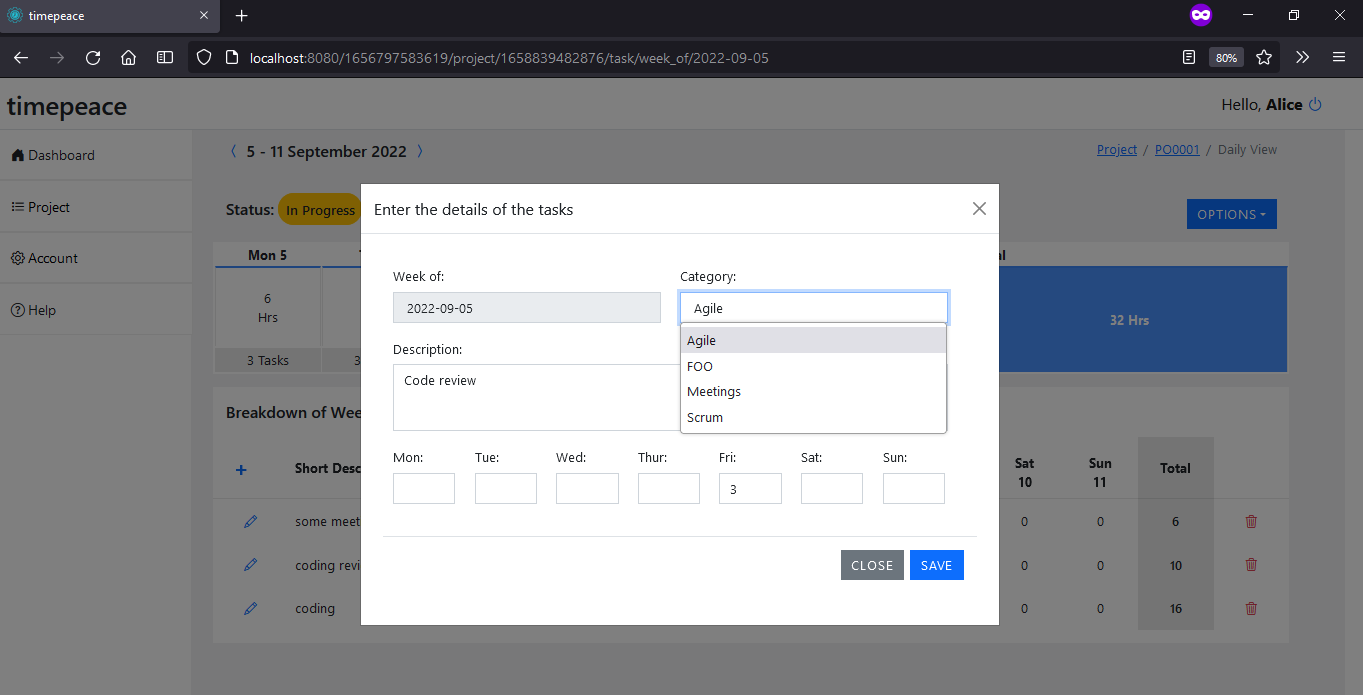 timepeace
localhost:8080/1656797583619/project/1658839482876/task/week_of/2022-09-05
80%
timepeace
Hello, Alice
Dashboard
Project
Account
Help
5 - 11 September 2022
Project / PO0001 / Daily View
Status: In Progress
OPTIONS
Mon 5
6
Hrs
3 Tasks
3
32 Hrs
Enter the details of the tasks
Week of:
Category:
2022-09-05
Agile
Agile
FOO
Meetings
Scrum
Description:
Code review
Mon:
Tue:
Wed:
Thur:
Fri:
Sat:
Sun:
3
CLOSE
SAVE
Breakdown of Wee
Short Desc
Sat
10
Sun
11
Total
some meet
0 0 6
coding revi
0 0 10
coding
0 0 16